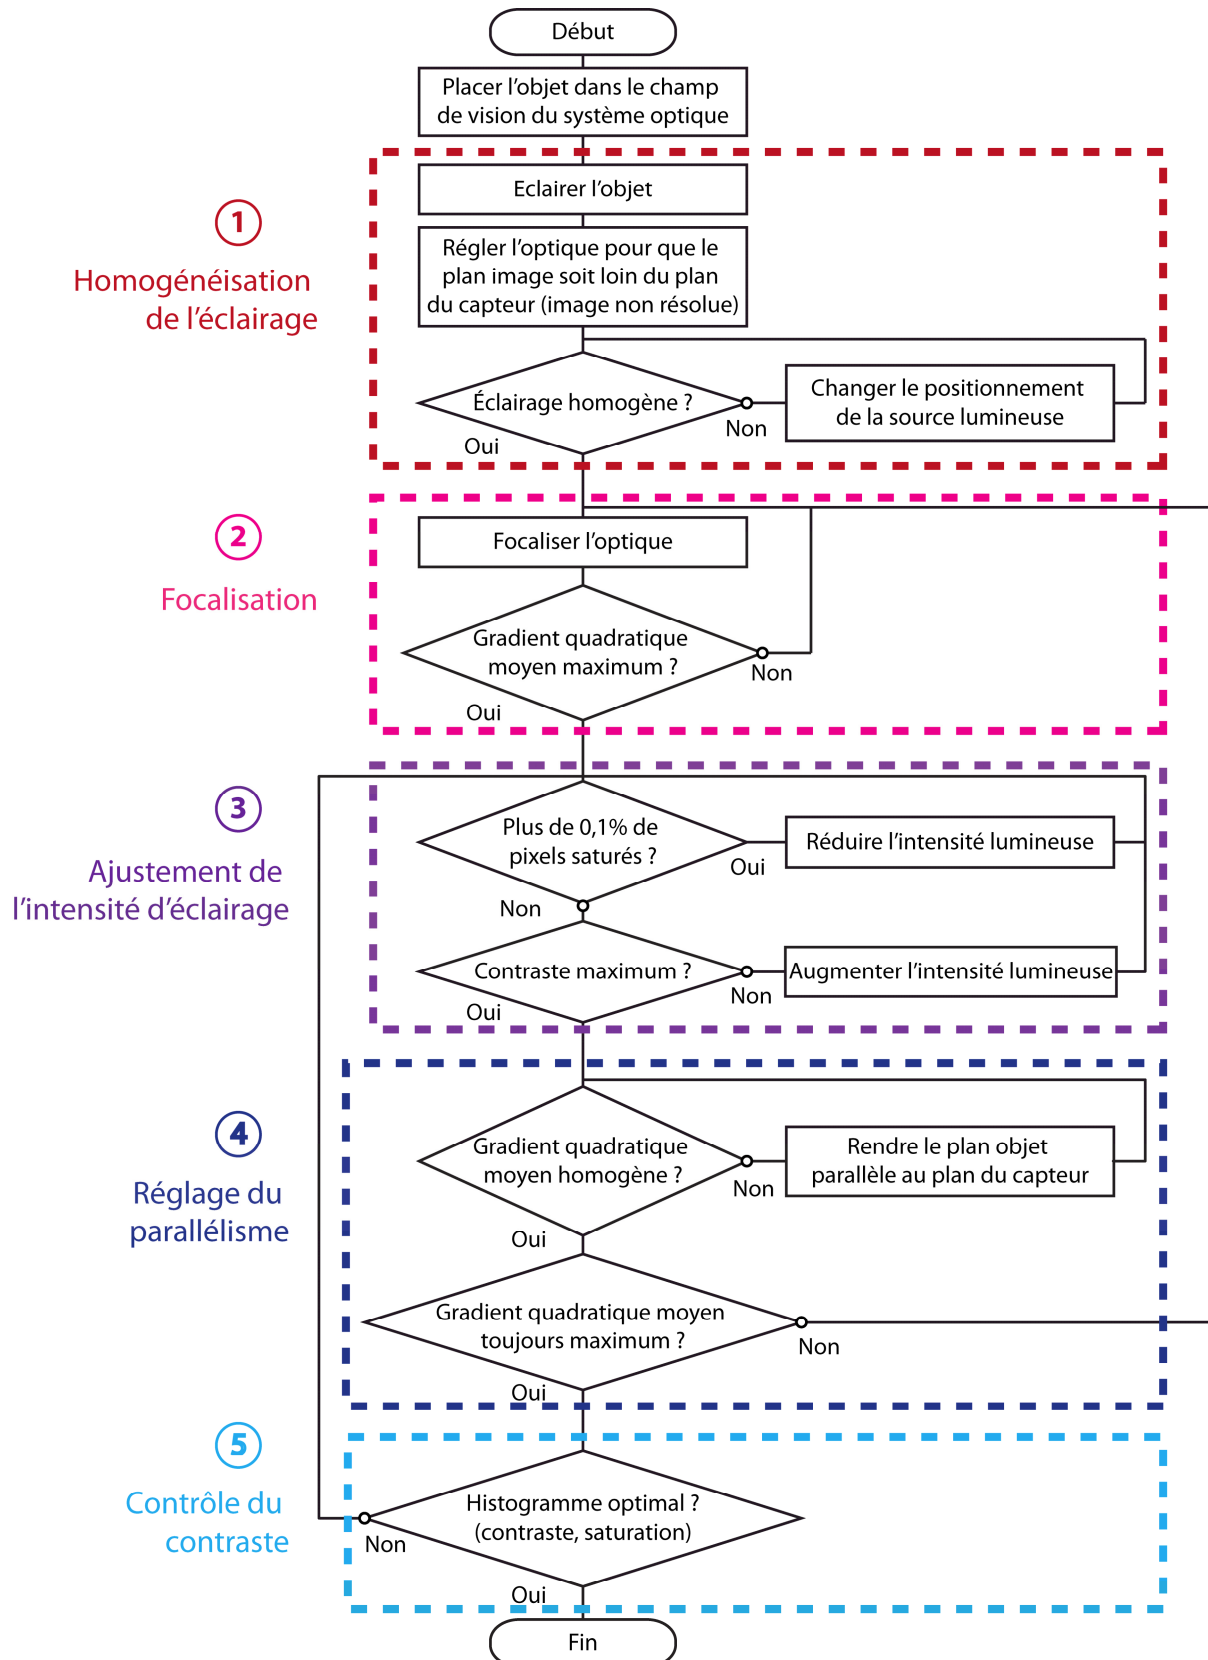 Début
Placer l'objet dans le champ
de vision du système optique
1
Homogénéisation
de l'éclairage
Eclairer l'objet
Régler l'optique pour que le
plan image soit loin du plan
du capteur (image non résolue)
Éclairage homogène ?
Non
Oui
Changer le positionnement
de la source lumineuse
2
Focalisation
Focaliser l'optique
Gradient quadratique
moyen maximum ?
Non
Oui
3
Ajustement de
l'intensité d'éclairage
Plus de 0,1% de
pixels saturés ?
Oui
Réduire l'intensité lumineuse
Non
Contraste maximum ?
Non
Augmenter l'intensité lumineuse
Oui
4
Réglage du
parallélisme
Gradient quadratique
moyen homogène ?
Non
Rendre le plan objet
parallèle au plan du capteur
Oui
Gradient quadratique moyen
toujours maximum ?
Non
Oui
5
Contrôle du
contraste
Histogramme optimal ?
(contraste, saturation)
Non
Oui
Fin